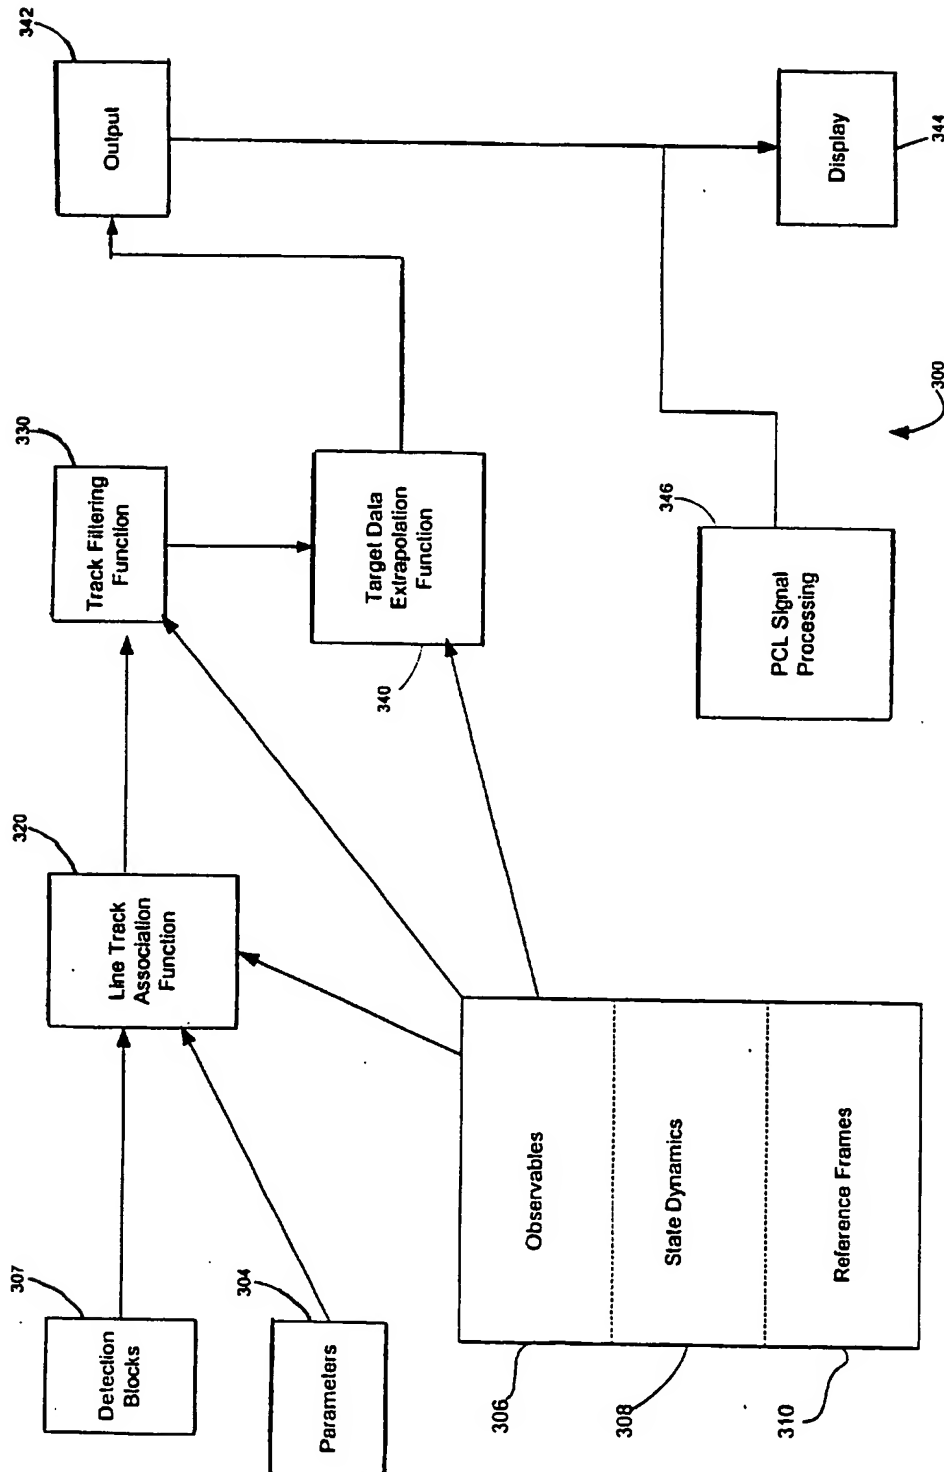 307
Detection
Blocks
304
Parameters
320
Line Track
Association
Function
330
Track Filtering
Function
340
Target Data
Extrapolation
Function
342
Output
306
Observables
308
State Dynamics
310
Reference Frames
346
PCL Signal
Processing
344
Display
300